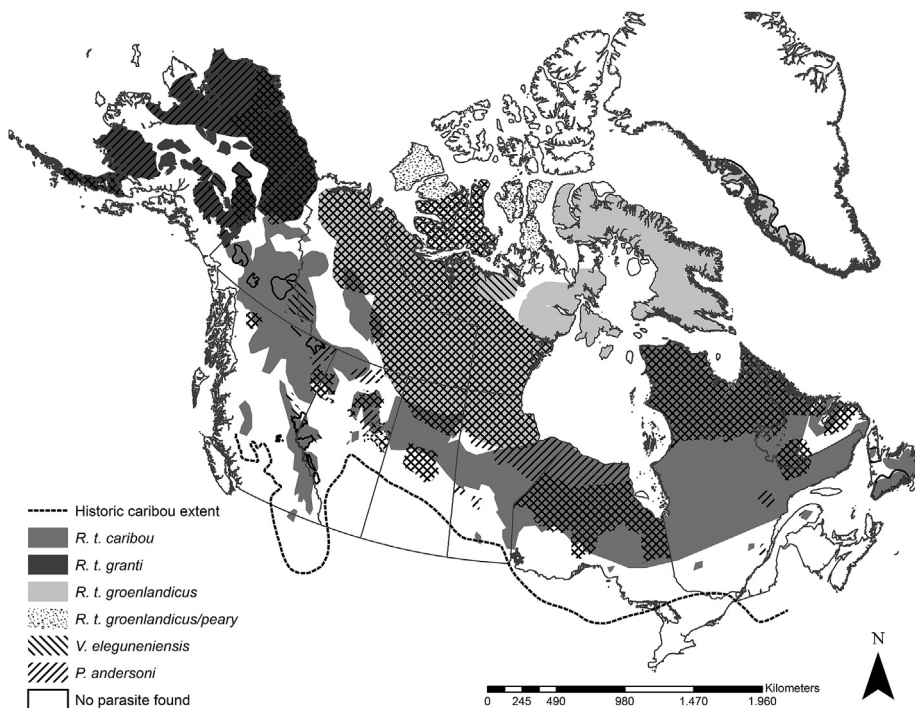 Historic caribou extent
R. t. caribou
R. t. granti
R. t. groenlandicus
R. t. groenlandicus/peary
V. eleguneniensis
P. andersoni
No parasite found
N
Kilometers
0 245 490 980 1.470 1.960